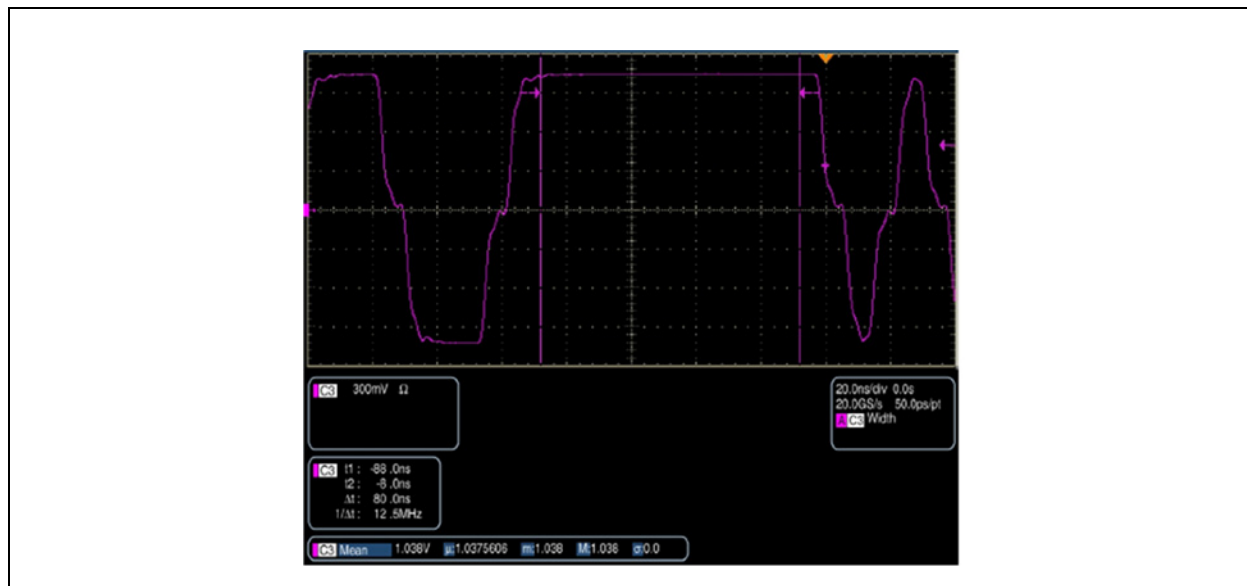 C3 300mV Ω
20.0ns/div 0.0s
20.0GS/s 50.0ps/pt
A C3 Width
C3 t1: -88.0ns
t2: -8.0ns
Δt: 80.0ns
1/Δt: 12.5MHz
C3 Mean 1.038V μ:1.0375606 m:1.038 M:1.038 σ:0.0